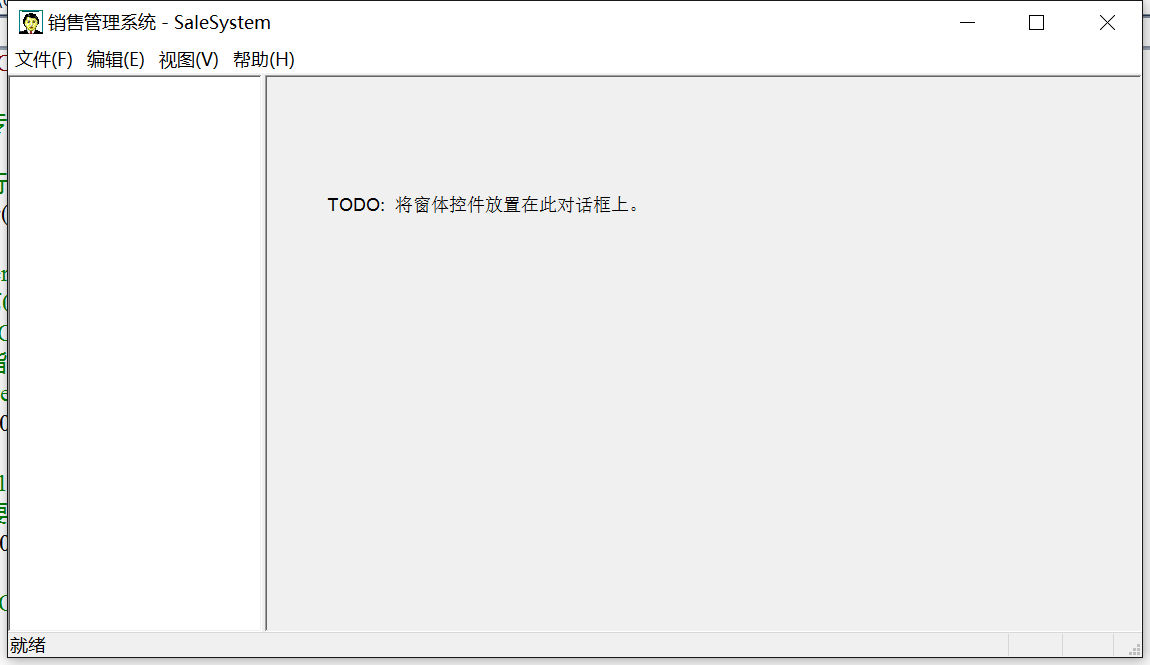 销售管理系统 - SaleSystem
文件(F) 编辑(E) 视图(V) 帮助(H)
TODO: 将窗体控件放置在此对话框上。
就绪